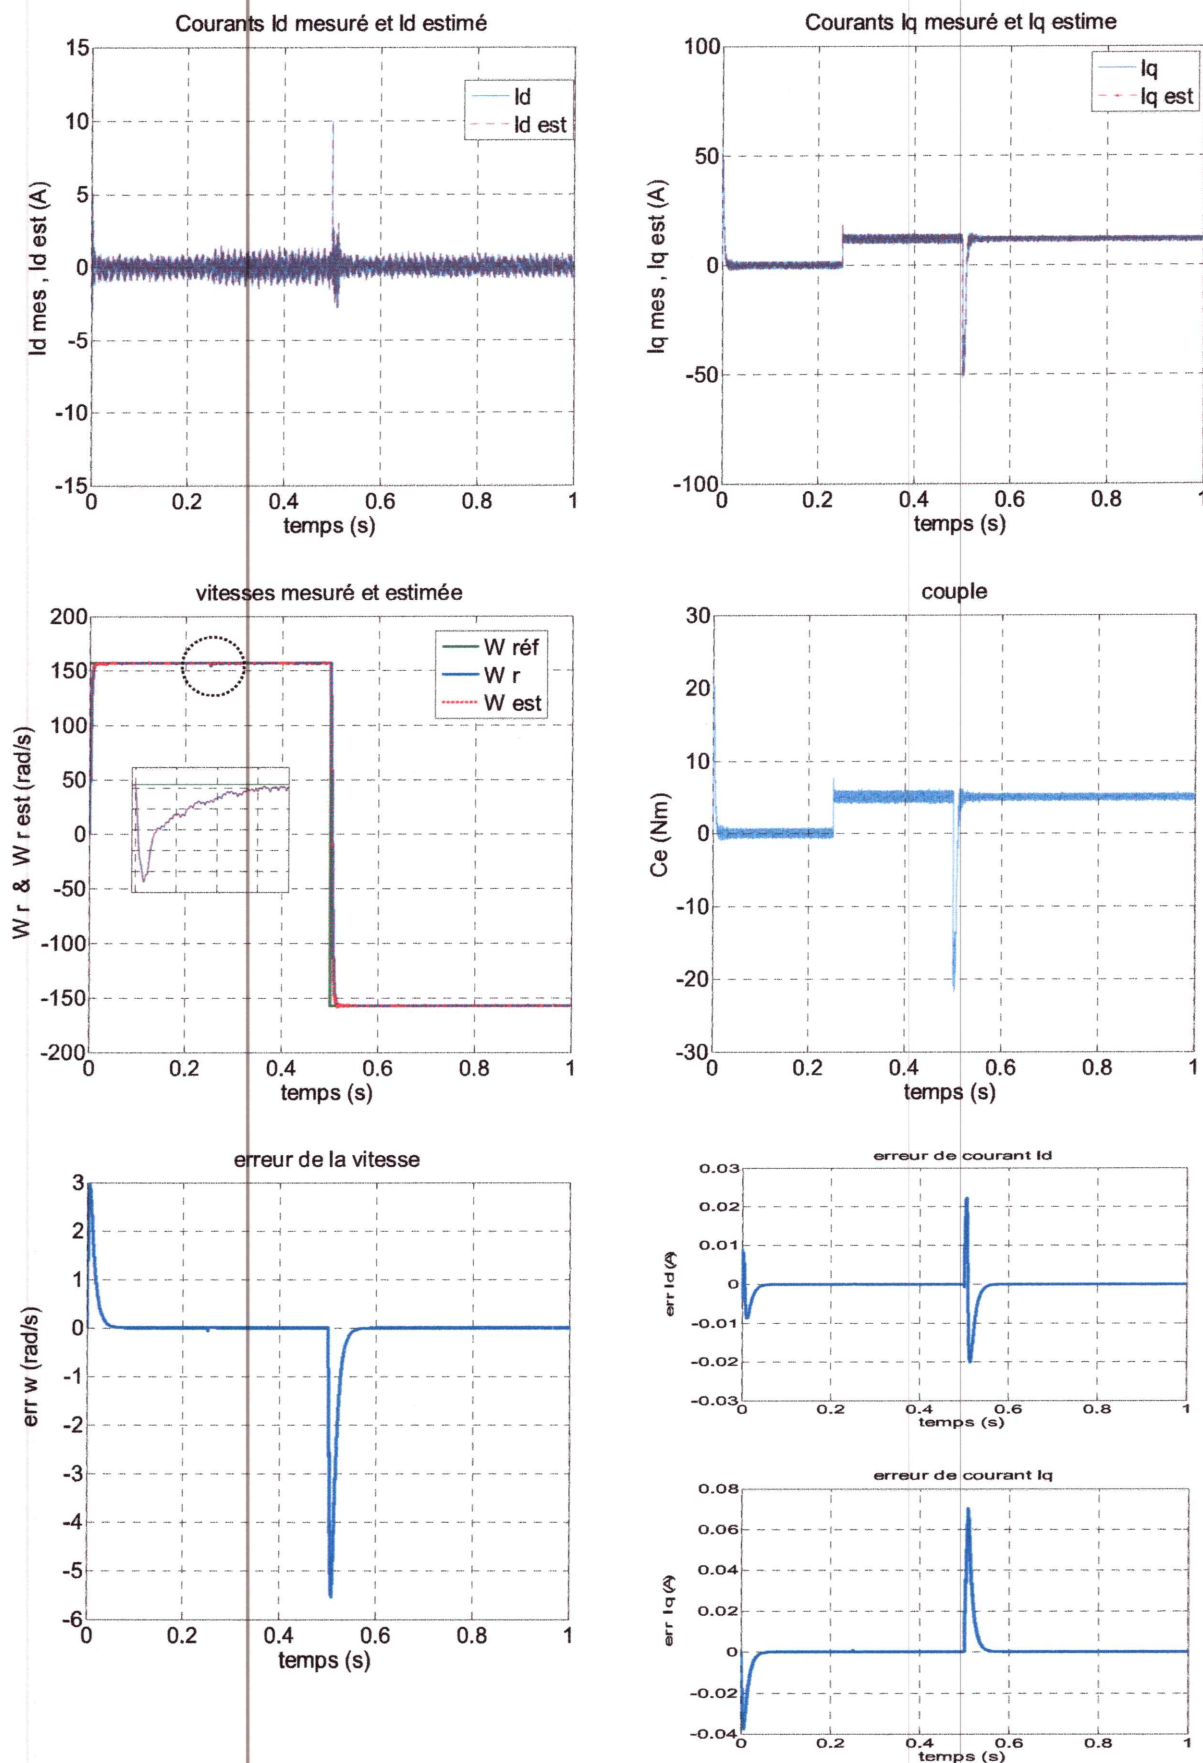 Courants Id mesuré et Id estimé
15
10
5
0
-5
-10
-15
Id mes , Id est (A)
Id
Id est
0 0.2 0.4 0.6 0.8 1
temps (s)
Courants Iq mesuré et Iq estime
100
50
0
-50
-100
Iq mes , Iq est (A)
Iq
Iq est
0 0.2 0.4 0.6 0.8 1
temps (s)
vitesses mesuré et estimée
200
150
100
50
0
-50
-100
-150
-200
W r & W r est (rad/s)
W réf
W r
W est
0 0.2 0.4 0.6 0.8 1
temps (s)
couple
30
20
10
0
-10
-20
-30
Ce (Nm)
0 0.2 0.4 0.6 0.8 1
temps (s)
erreur de la vitesse
3
2
1
0
-1
-2
-3
-4
-5
-6
err w (rad/s)
0 0.2 0.4 0.6 0.8 1
temps (s)
erreur de courant Id
0.03
0.02
0.01
0
-0.01
-0.02
-0.03
err Id (A)
0 0.2 0.4 0.6 0.8 1
temps (s)
erreur de courant Iq
0.08
0.06
0.04
0.02
0
-0.02
-0.04
err Iq (A)
0 0.2 0.4 0.6 0.8 1
temps (s)